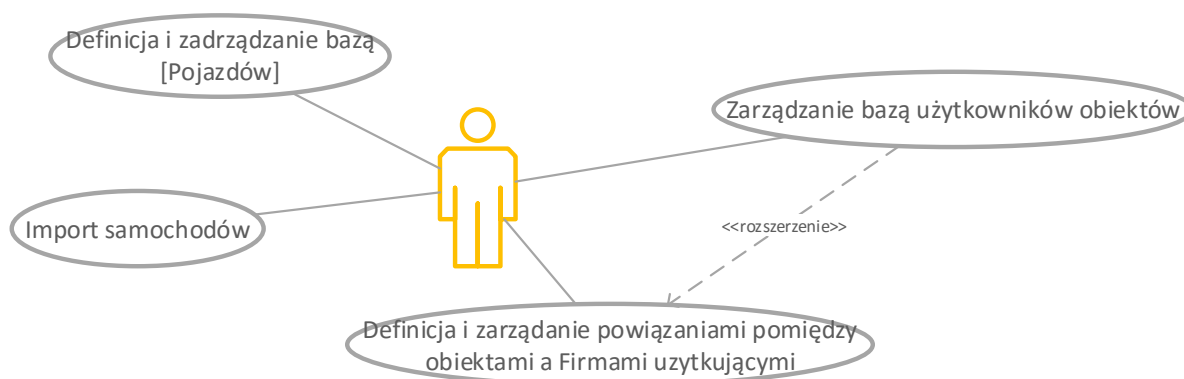 Definicja i zadrządzanie bazą
[Pojazdów]
Zarządzanie bazą użytkowników obiektów
Import samochodów
<<rozszerzenie>>
Definicja i zarządanie powiązaniami pomiędzy
obiektami a Firmami uzytkującymi